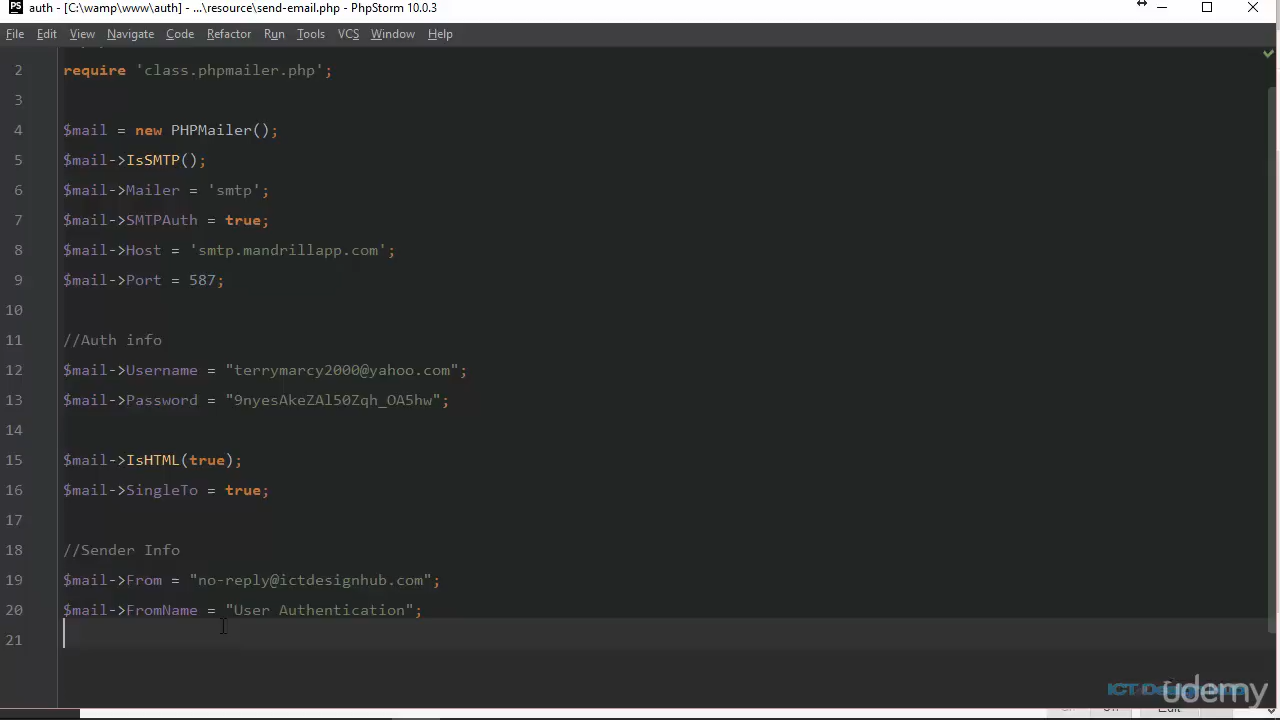 PS auth - [C:\wamp\www\auth] - ...\resource\send-email.php - PhpStorm 10.0.3
File Edit View Navigate Code Refactor Run Tools VCS Window Help
2 require 'class.phpmailer.php';
3
4 $mail = new PHPMailer();
5 $mail->IsSMTP();
6 $mail->Mailer = 'smtp';
7 $mail->SMTPAuth = true;
8 $mail->Host = 'smtp.mandrillapp.com';
9 $mail->Port = 587;
10
11 //Auth info
12 $mail->Username = "terrymarcy2000@yahoo.com";
13 $mail->Password = "9nyesAkeZAl50Zqh_OA5hw";
14
15 $mail->IsHTML(true);
16 $mail->SingleTo = true;
17
18 //Sender Info
19 $mail->From = "no-reply@ictdesignhub.com";
20 $mail->FromName = "User Authentication";
21
ICT Design Hub
udemy
Edit